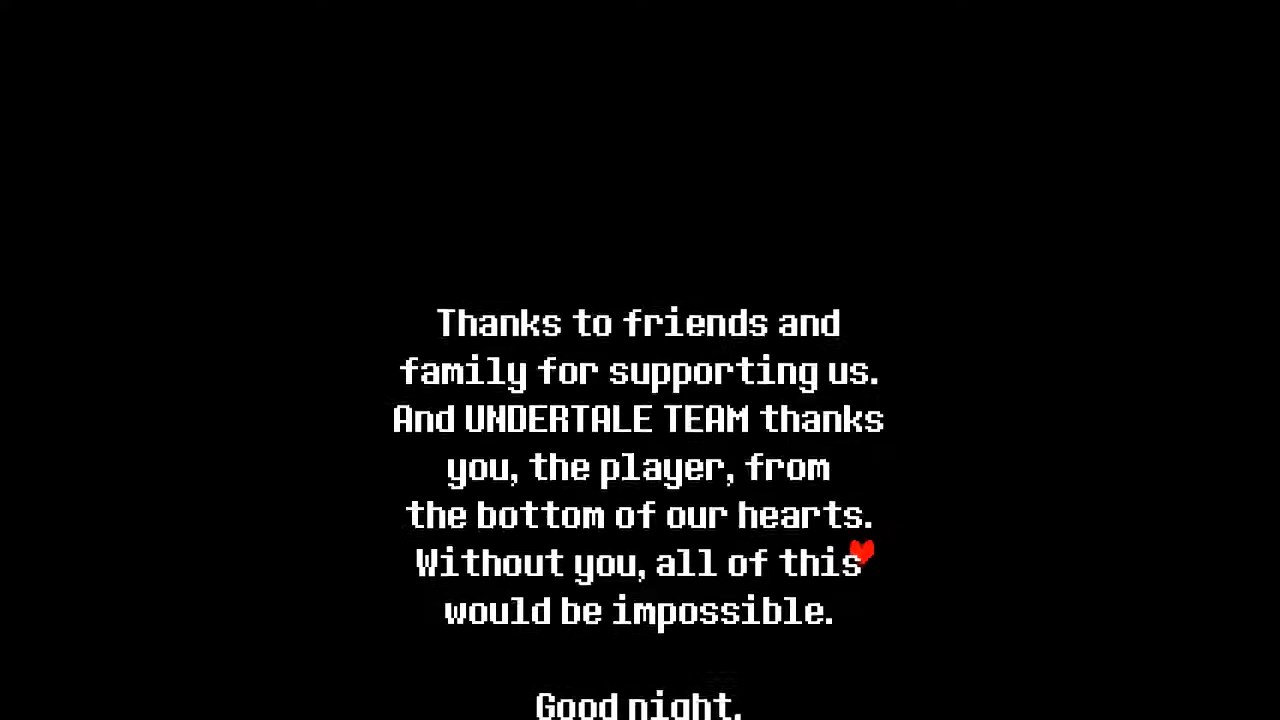 Thanks to friends and
family for supporting us.
And UNDERTALE TEAM thanks
you, the player, from
the bottom of our hearts.
Without you, all of this
would be impossible.
Good night.